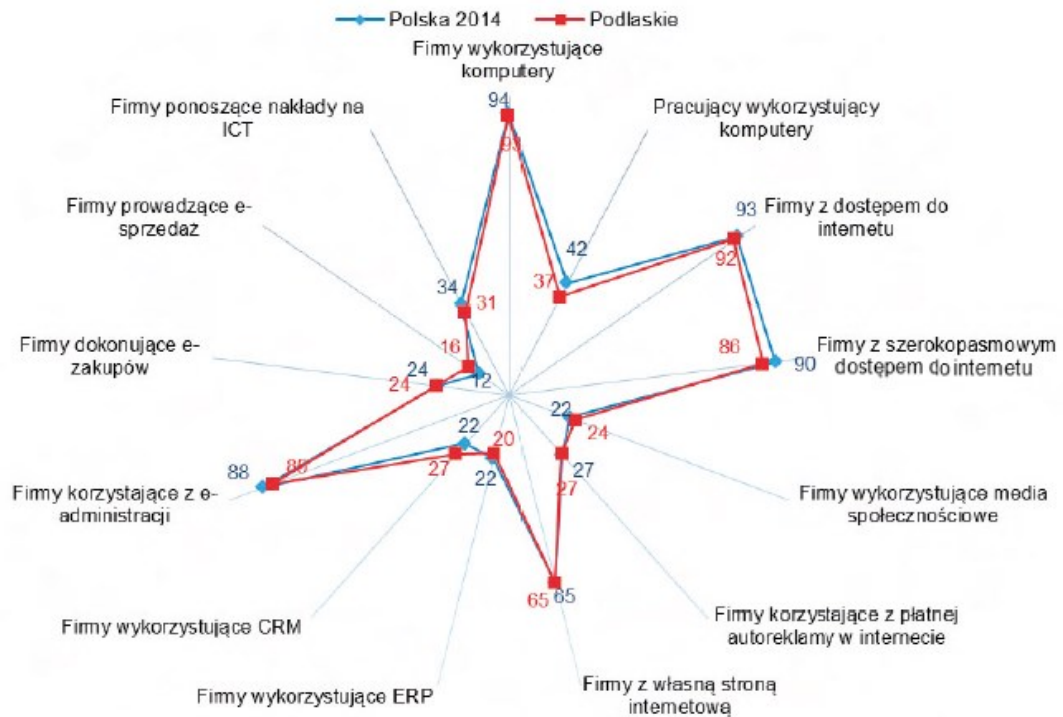 Polska 2014
Podlaskie
Firmy wykorzystujące
komputery
94
93
Pracujący wykorzystujący
komputery
42
37
Firmy z dostępem do
internetu
93
92
Firmy z szerokopasmowym
dostępem do internetu
86
90
Firmy wykorzystujące media
społecznościowe
22
24
Firmy korzystające z płatnej
autoreklamy w internecie
27
27
Firmy z własną stroną
internetową
65
65
Firmy wykorzystujące ERP
20
22
Firmy wykorzystujące CRM
22
27
Firmy korzystające z e-
administracji
88
85
Firmy dokonujące e-
zakupów
24
24
Firmy prowadzące e-
sprzedaż
16
12
Firmy ponoszące nakłady na
ICT
34
31